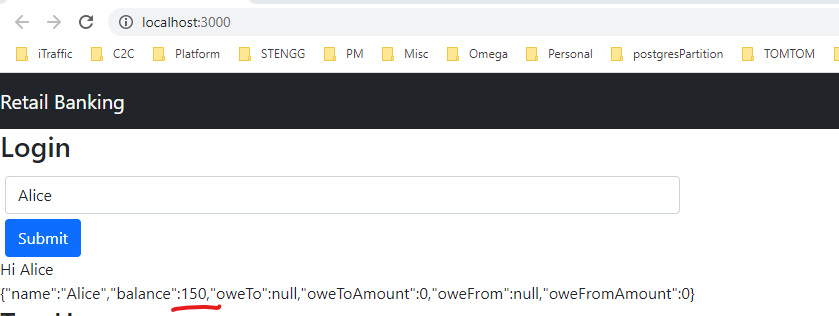 localhost:3000
iTraffic C2C Platform STENGG PM Misc Omega Personal postgresPartition TOMTOM
Retail Banking
Login
Alice
Submit
Hi Alice
{"name":"Alice","balance":150,"oweTo":null,"oweToAmount":0,"oweFrom":null,"oweFromAmount":0}